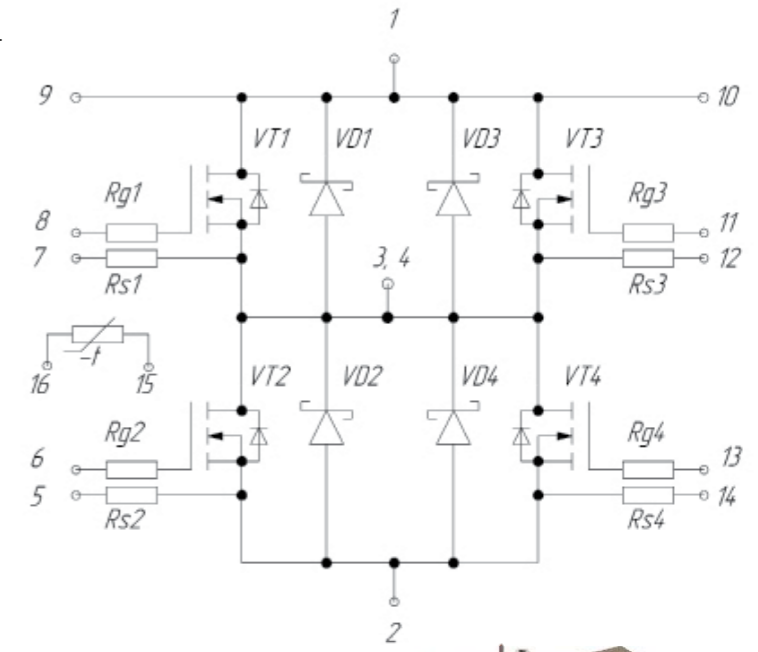 1
9 10
VT1 VD1 VD3 VT3
Rg1 Rg3
8 11
7 3, 4 12
Rs1 Rs3
-t
16 15 VT2 VD2 VD4 VT4
Rg2 Rg4
6 13
5 14
Rs2 Rs4
2